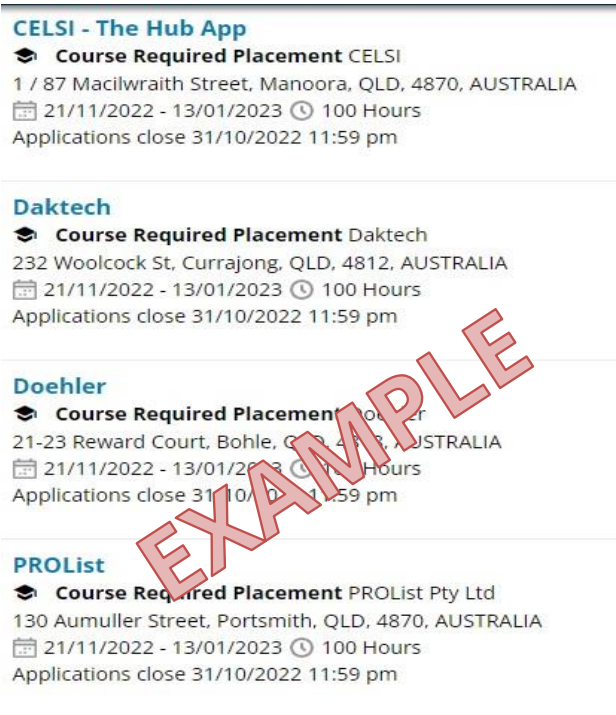 CELSI - The Hub App
Course Required Placement CELSI
1 / 87 Macilwraith Street, Manoora, QLD, 4870, AUSTRALIA
21/11/2022 - 13/01/2023 100 Hours
Applications close 31/10/2022 11:59 pm
Daktech
Course Required Placement Daktech
232 Woolcock St, Currajong, QLD, 4812, AUSTRALIA
21/11/2022 - 13/01/2023 100 Hours
Applications close 31/10/2022 11:59 pm
Doehler
Course Required Placement
21-23 Reward Court, Bohle, AUSTRALIA
21/11/2022 - Hours
Applications close
EXAMPLE
PROList
Course Required Placement PROList Pty Ltd
130 Aumuller Street, Portsmith, QLD, 4870, AUSTRALIA
21/11/2022 - 13/01/2023 100 Hours
Applications close 31/10/2022 11:59 pm